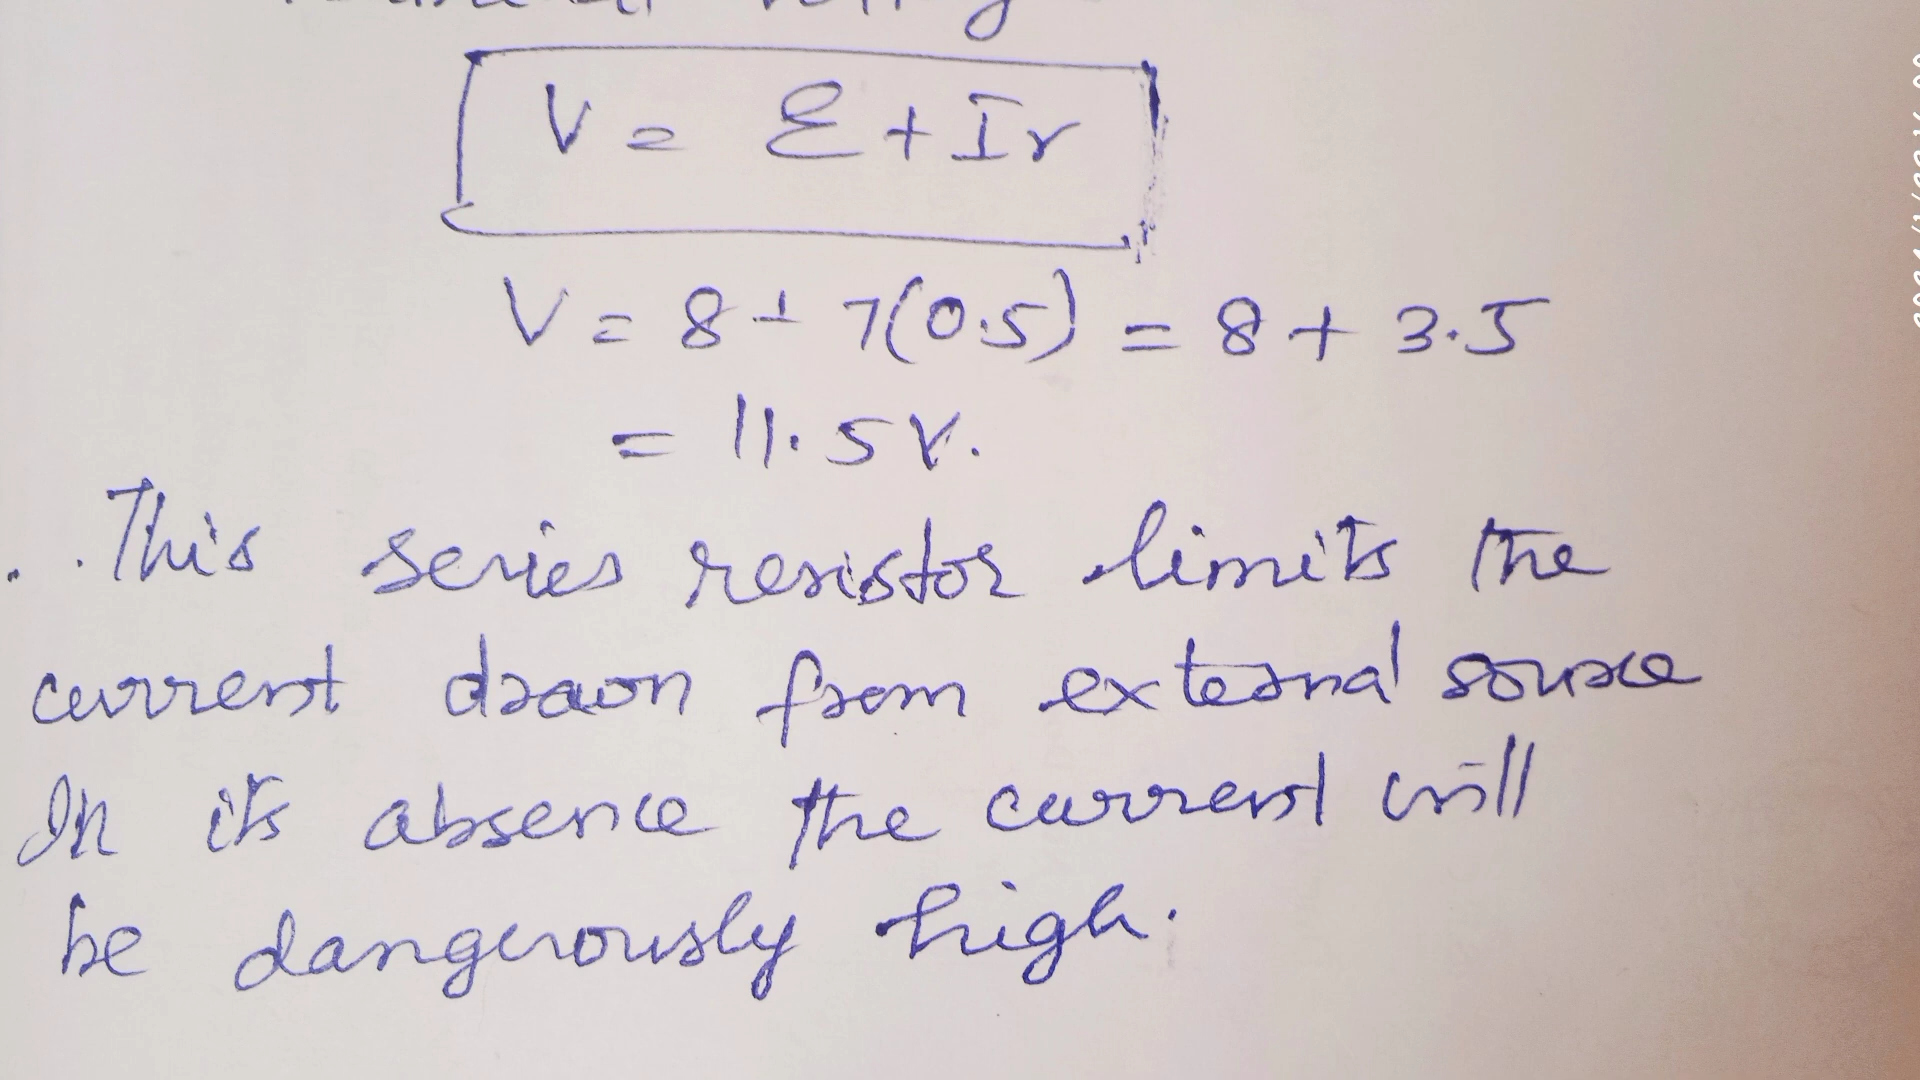 V = Ɛ + Ir
V = 8 + 7(0.5) = 8 + 3.5
= 11.5 V.
. . This series resistor limits the
current drawn from external source
In its absence the current will
be dangerously high.